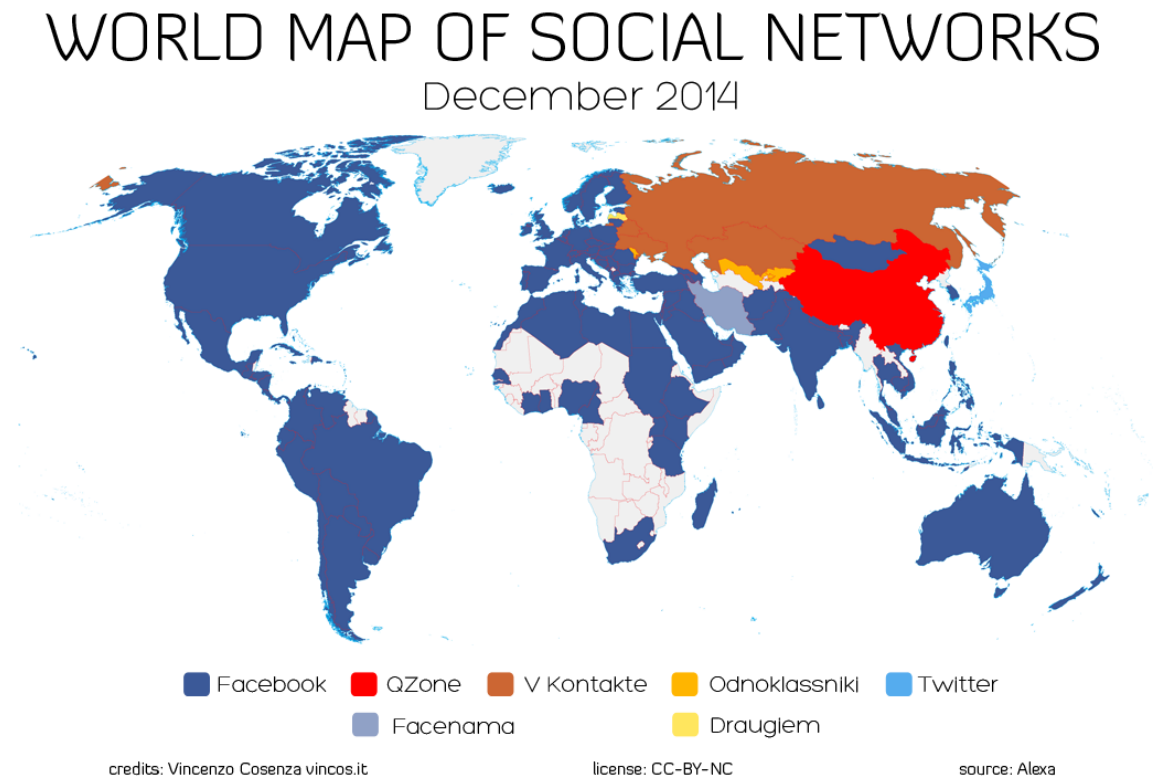 WORLD MAP OF SOCIAL NETWORKS
December 2014
Facebook QZone V Kontakte Odnoklassniki Twitter
Facenama Draugiem
credits: Vincenzo Cosenza vincos.it license: CC-BY-NC source: Alexa